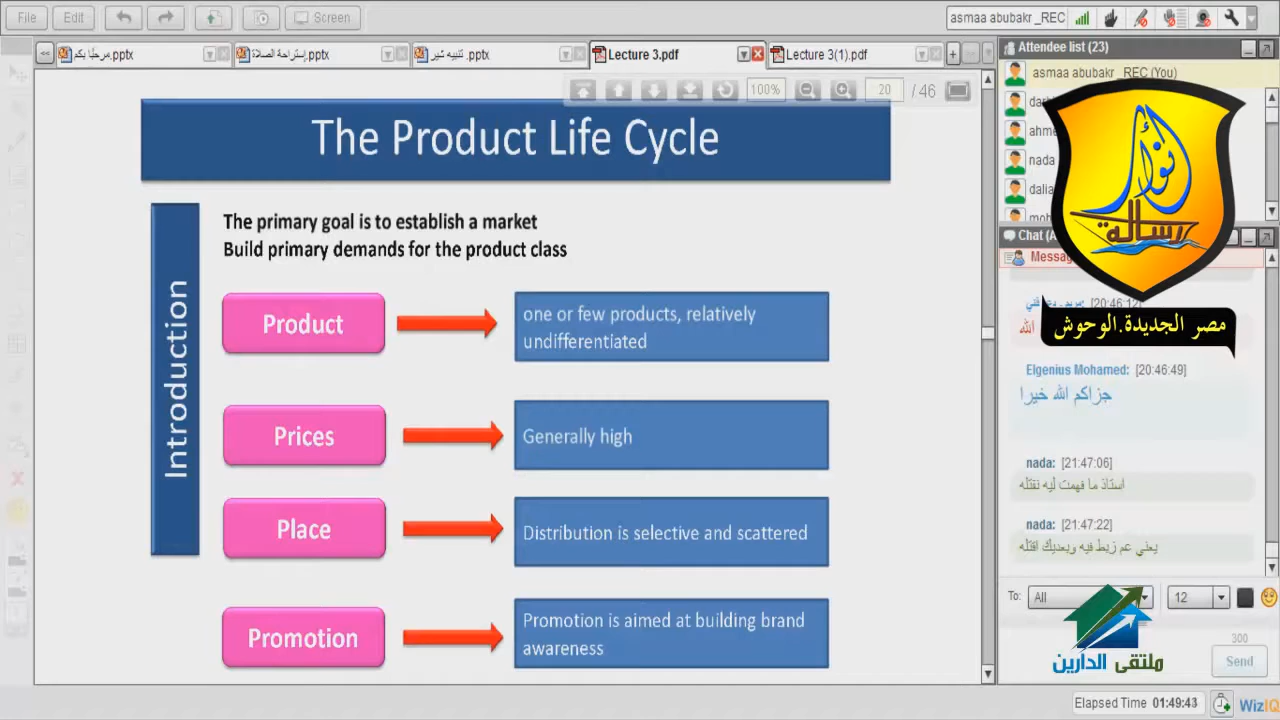 File
Edit
Screen
asmaa abubakr _REC
مرحبًا بكم.pptx
إستراحة الصلاة.pptx
تنبيه
.pptx
Lecture 3.pdf
Lecture 3(1).pdf
100%
20
/ 46
The Product Life Cycle
Introduction
The primary goal is to establish a market
Build primary demands for the product class
Product
one or few products, relatively
undifferentiated
Prices
Generally high
Place
Distribution is selective and scattered
Promotion
Promotion is aimed at building brand
awareness
Attendee list (23)
asmaa abubakr _REC (You)
nada
dalia
أنوار
رسالة
مصر الجديدة.الوحوش
Chat
[20:46:12]
الله
Elgenius Mohamed: [20:46:49]
جزاكم الله خيرا
nada: [21:47:06]
استاذ ما فهمت ليه نقتله
nada: [21:47:22]
يعني عم زبط فيه وبعديك اقتله
To:
All
12
300
Send
ملتقى الدارين
Elapsed Time 01:49:43
WizIQ